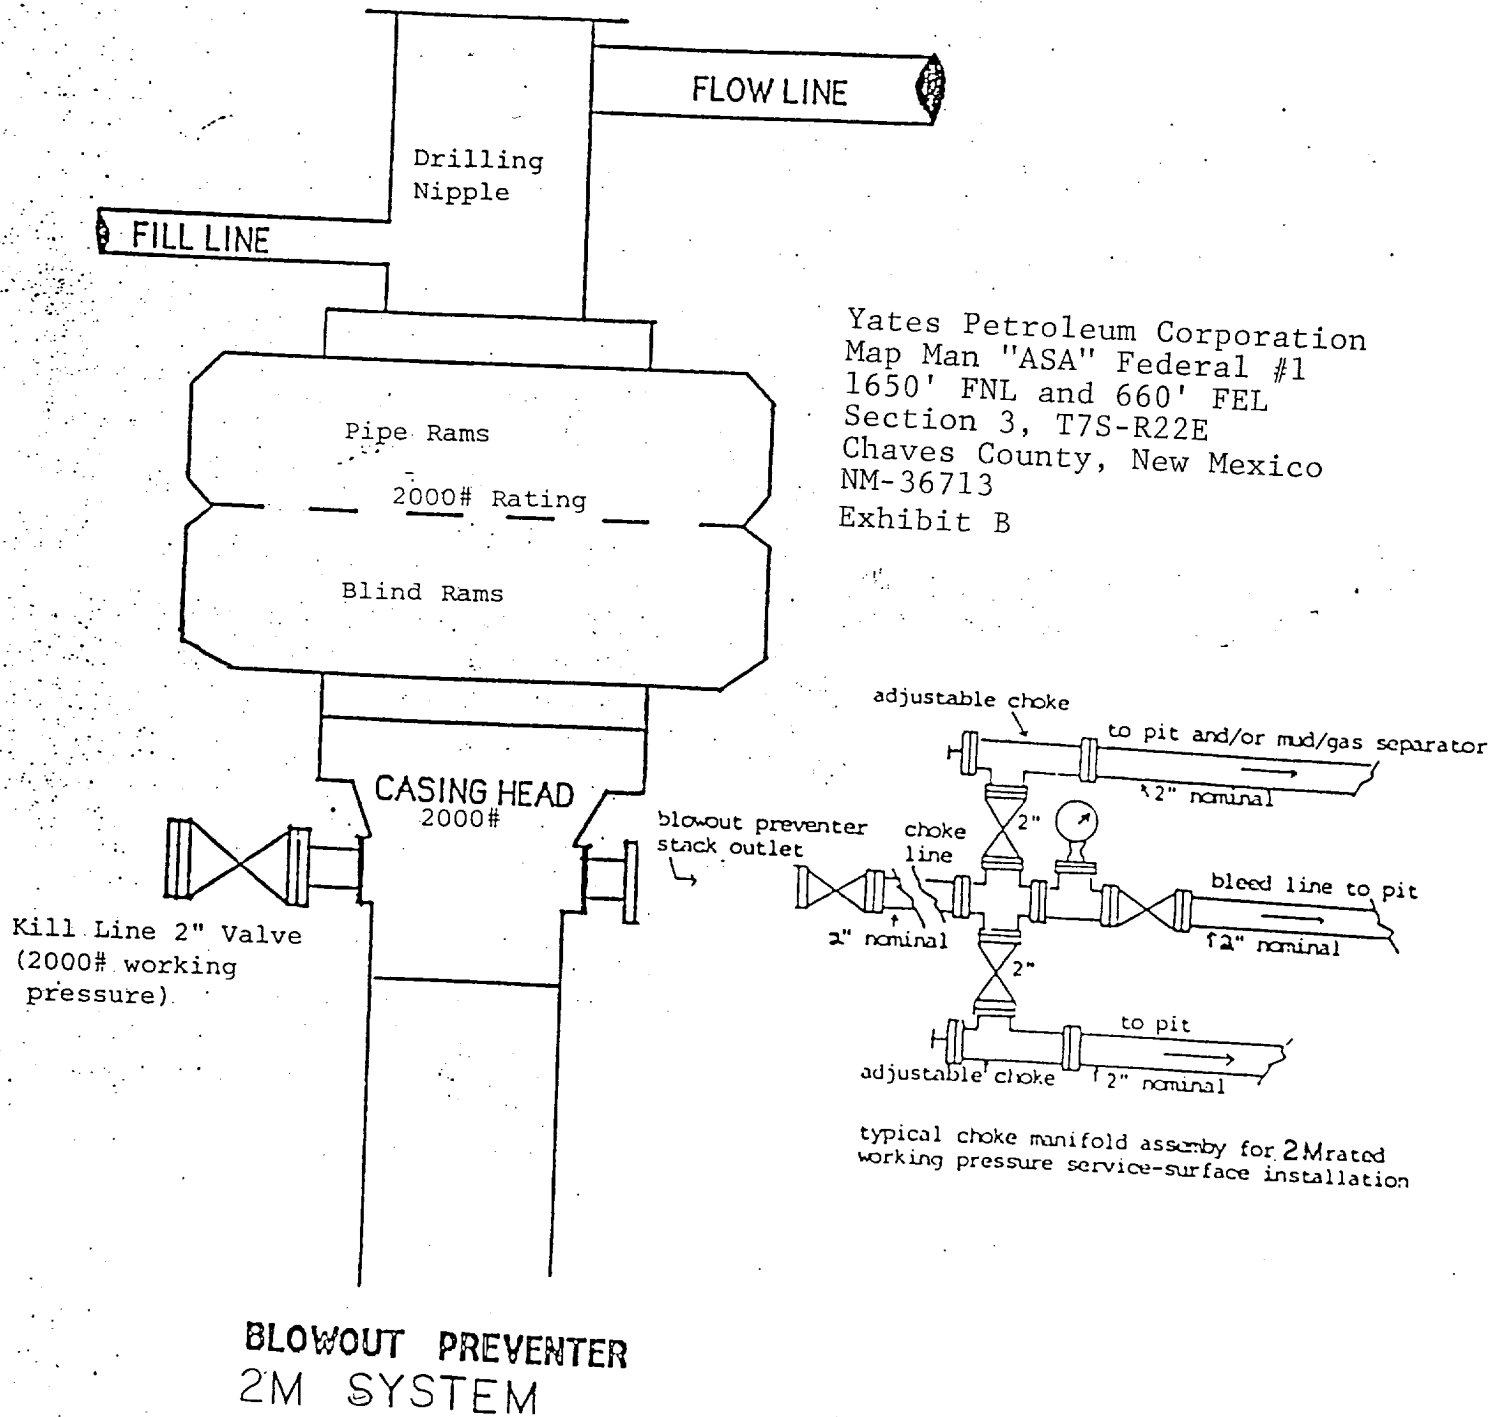 FLOW LINE
Drilling
Nipple
FILL LINE
Yates Petroleum Corporation
Map Man "ASA" Federal #1
1650' FNL and 660' FEL
Section 3, T7S-R22E
Chaves County, New Mexico
NM-36713
Exhibit B
Pipe Rams
2000# Rating
Blind Rams
CASING HEAD
2000#
Kill Line 2" Valve
(2000# working
pressure)
blowout preventer
stack outlet
adjustable choke
to pit and/or mud/gas separator
2" nominal
2"
choke
line
2" nominal
bleed line to pit
2" nominal
2"
to pit
adjustable choke
2" nominal
typical choke manifold assemby for 2M rated
working pressure service-surface installation
BLOWOUT PREVENTER
2M SYSTEM